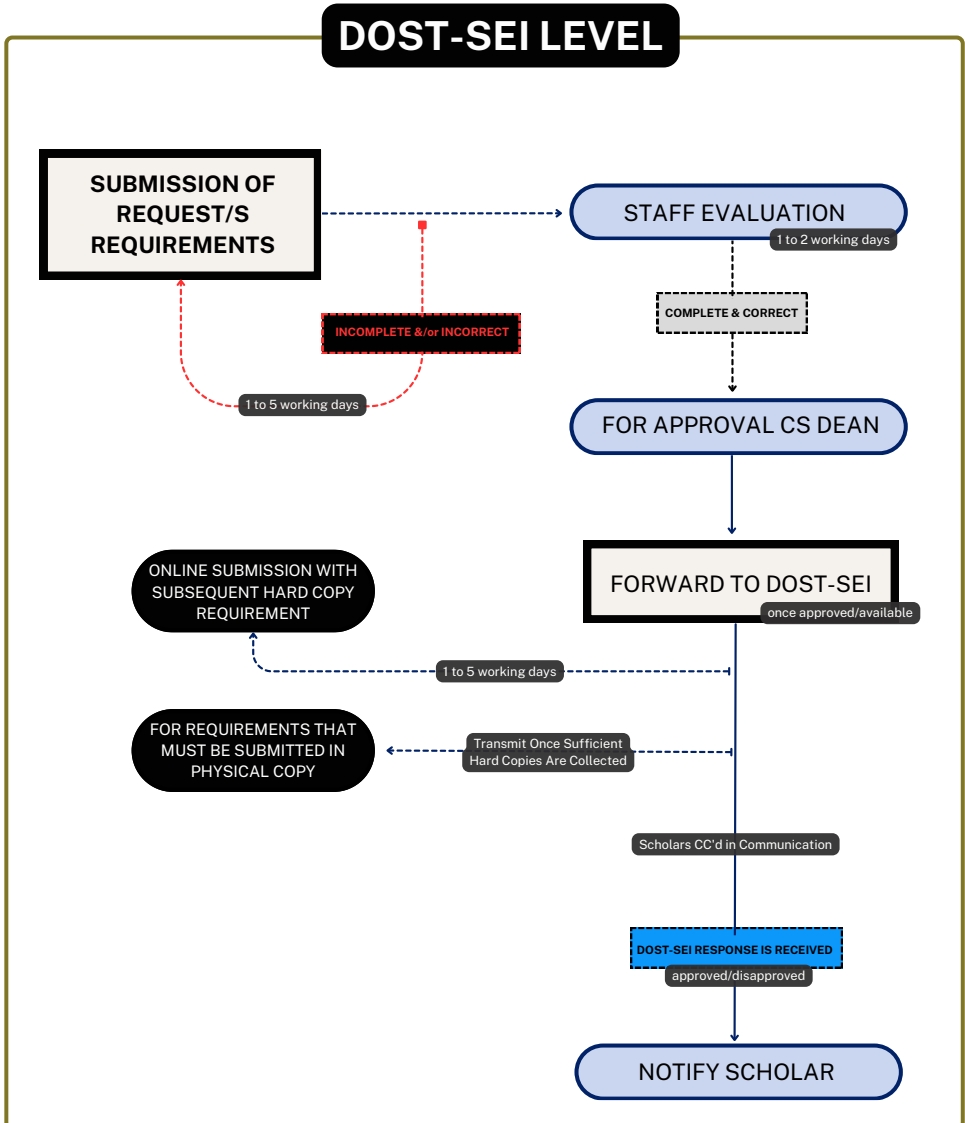 DOST-SEI LEVEL
SUBMISSION OF
REQUEST/S
REQUIREMENTS
STAFF EVALUATION
1 to 2 working days
COMPLETE & CORRECT
INCOMPLETE &/or INCORRECT
1 to 5 working days
FOR APPROVAL CS DEAN
FORWARD TO DOST-SEI
once approved/available
ONLINE SUBMISSION WITH
SUBSEQUENT HARD COPY
REQUIREMENT
1 to 5 working days
FOR REQUIREMENTS THAT
MUST BE SUBMITTED IN
PHYSICAL COPY
Transmit Once Sufficient
Hard Copies Are Collected
Scholars CC'd in Communication
DOST-SEI RESPONSE IS RECEIVED
approved/disapproved
NOTIFY SCHOLAR